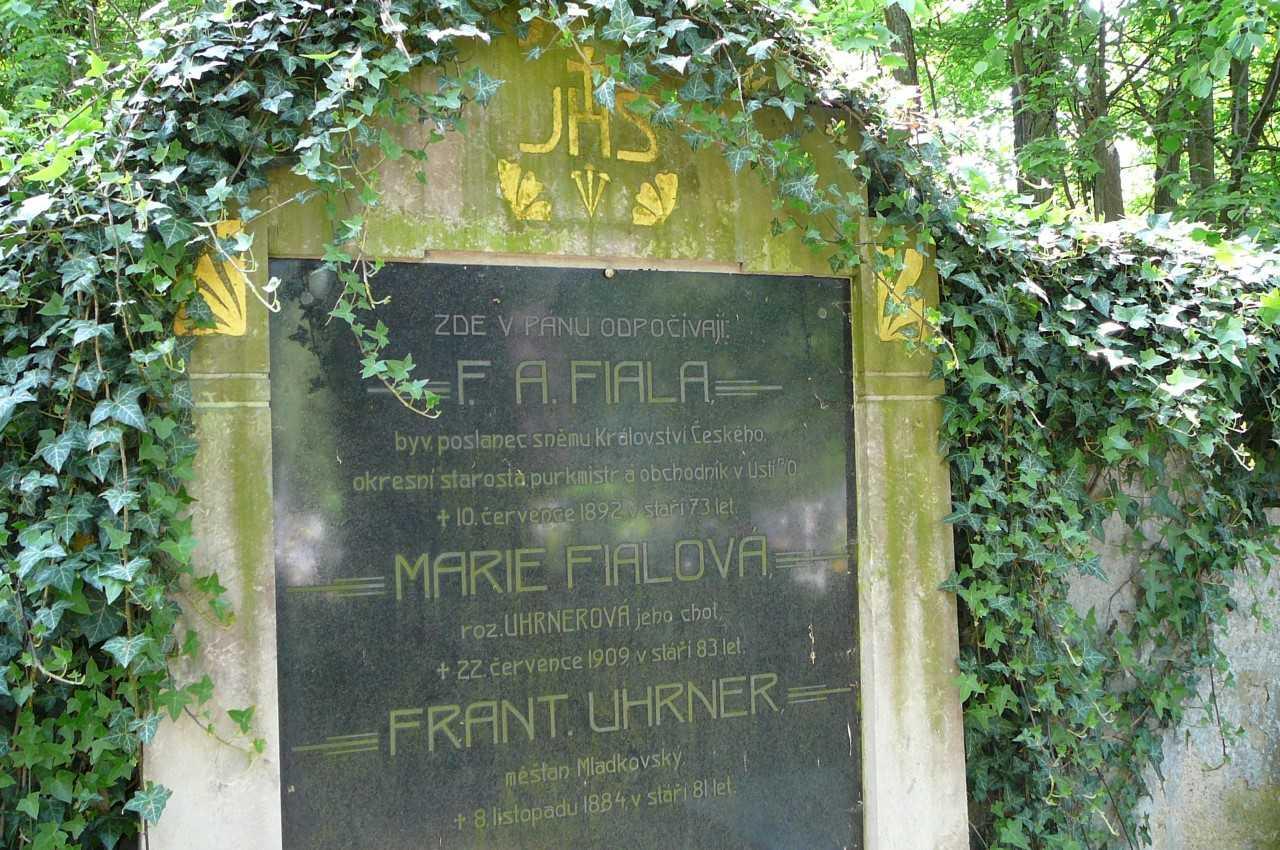 JHS
ZDE V PÁNU ODPOČÍVAJÍ:
F. A. FIALA,
býv. poslanec sněmu Království Českého,
okresní starosta, purkmistr a obchodník v Ústí n/O.
† 10. července 1892 v stáří 73 let.
MARIE FIALOVÁ,
roz. UHRNEROVÁ jeho choť,
† 22. července 1909 v stáří 83 let.
FRANT. UHRNER,
měšťan Mladkovský,
† 8. listopadu 1884 v stáří 81 let.